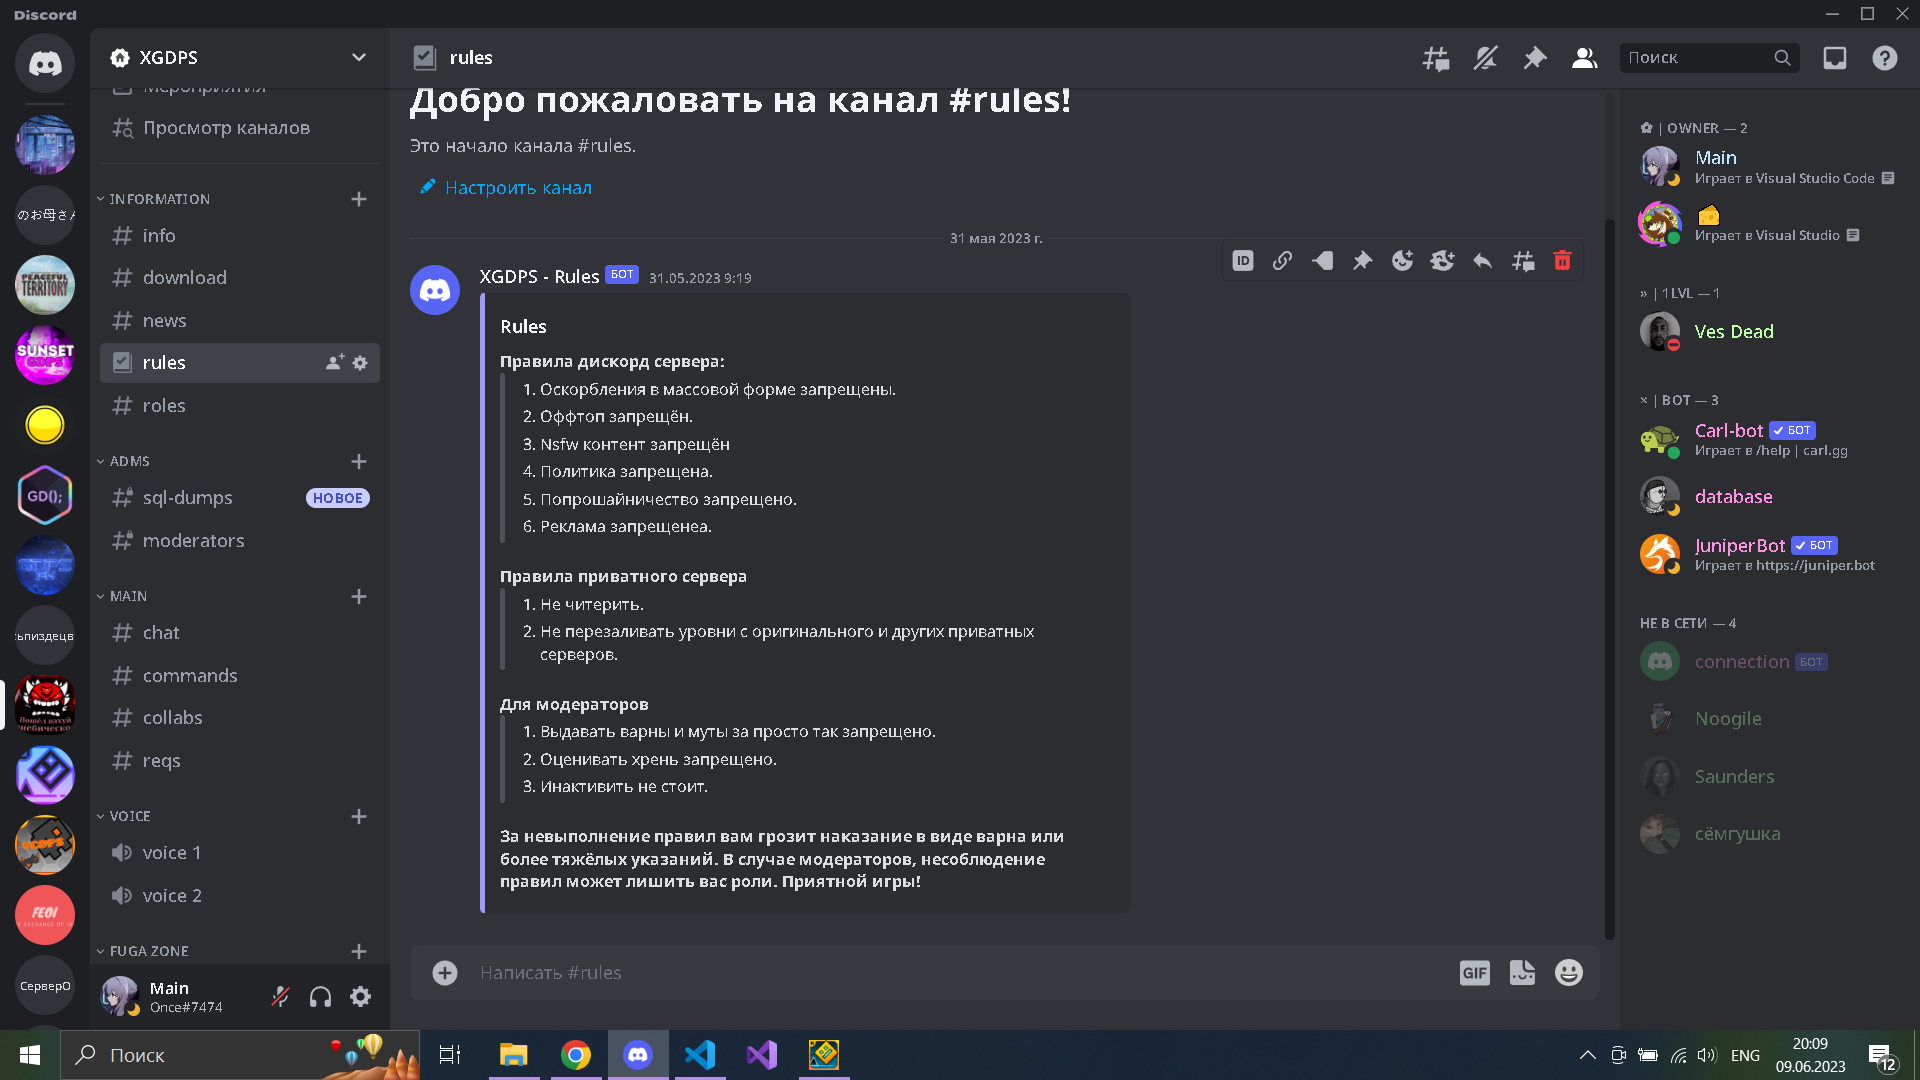 Discord
XGDPS
rules
Поиск
Мероприятия
Просмотр каналов
INFORMATION
info
download
news
rules
roles
ADMS
sql-dumps
НОВОЕ
moderators
MAIN
chat
commands
collabs
reqs
VOICE
voice 1
voice 2
FUGA ZONE
のお母さん
PEACEFUL
TERRITORY
SUNSET
GDPS
GD();
VCGDPS
FEOI
СерверО
Main
Once#7474
Добро пожаловать на канал #rules!
Это начало канала #rules.
Настроить канал
31 мая 2023 г.
XGDPS - Rules БОТ 31.05.2023 9:19
ID
Rules
Правила дискорд сервера:
1. Оскорбления в массовой форме запрещены.
2. Оффтоп запрещён.
3. Nsfw контент запрещён
4. Политика запрещена.
5. Попрошайничество запрещено.
6. Реклама запрещенеа.
Правила приватного сервера
1. Не читерить.
2. Не перезаливать уровни с оригинального и других приватных
серверов.
Для модераторов
1. Выдавать варны и муты за просто так запрещено.
2. Оценивать хрень запрещено.
3. Инактивить не стоит.
За невыполнение правил вам грозит наказание в виде варна или
более тяжёлых указаний. В случае модераторов, несоблюдение
правил может лишить вас роли. Приятной игры!
Написать #rules
GIF
✿ | OWNER — 2
Main
Играет в Visual Studio Code
Играет в Visual Studio
» | 1LVL — 1
Ves Dead
× | BOT — 3
Carl-bot ✓ БОТ
Играет в /help | carl.gg
database
JuniperBot ✓ БОТ
Играет в https://juniper.bot
НЕ В СЕТИ — 4
connection БОТ
Noogile
Saunders
сёмгушка
Поиск
ENG
20:09
09.06.2023
12